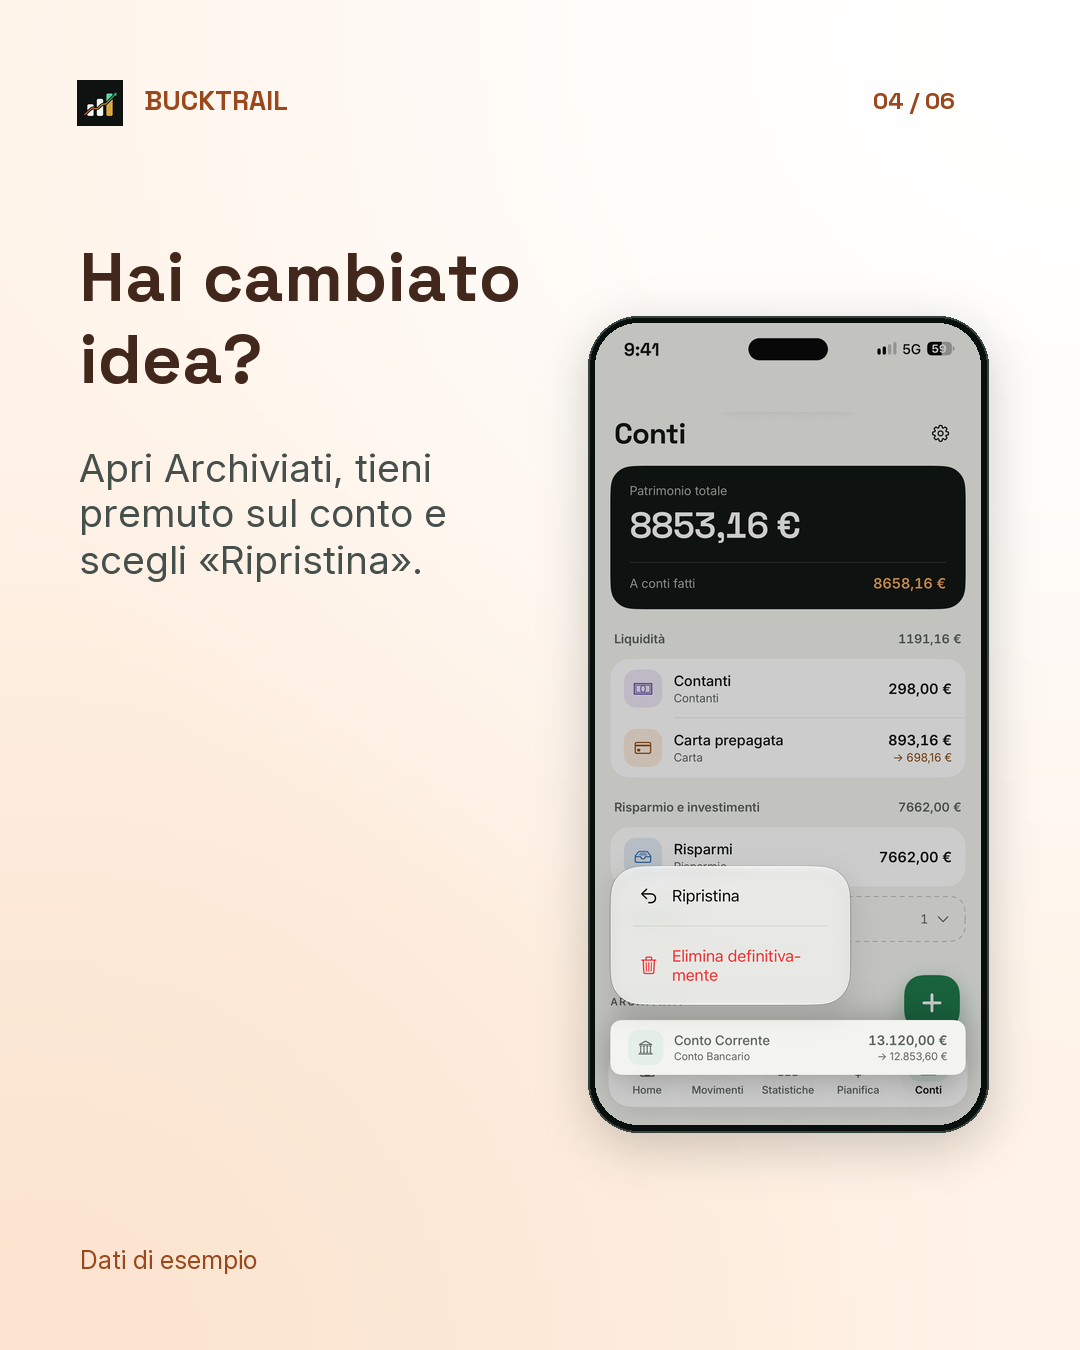 BUCKTRAIL
04 / 06
Hai cambiato
idea?
Apri Archiviati, tieni
premuto sul conto e
scegli «Ripristina».
9:41
5G
59
Conti
Patrimonio totale
8853,16 €
A conti fatti
8658,16 €
Liquidità
1191,16 €
Contanti
298,00 €
Contanti
Carta prepagata
893,16 €
Carta
→ 698,16 €
Risparmio e investimenti
7662,00 €
Risparmi
7662,00 €
Risparmio
Ripristina
1
Elimina definitiva-
mente
Conto Corrente
13.120,00 €
Conto Bancario
→ 12.853,60 €
Home
Movimenti
Statistiche
Pianifica
Conti
Dati di esempio